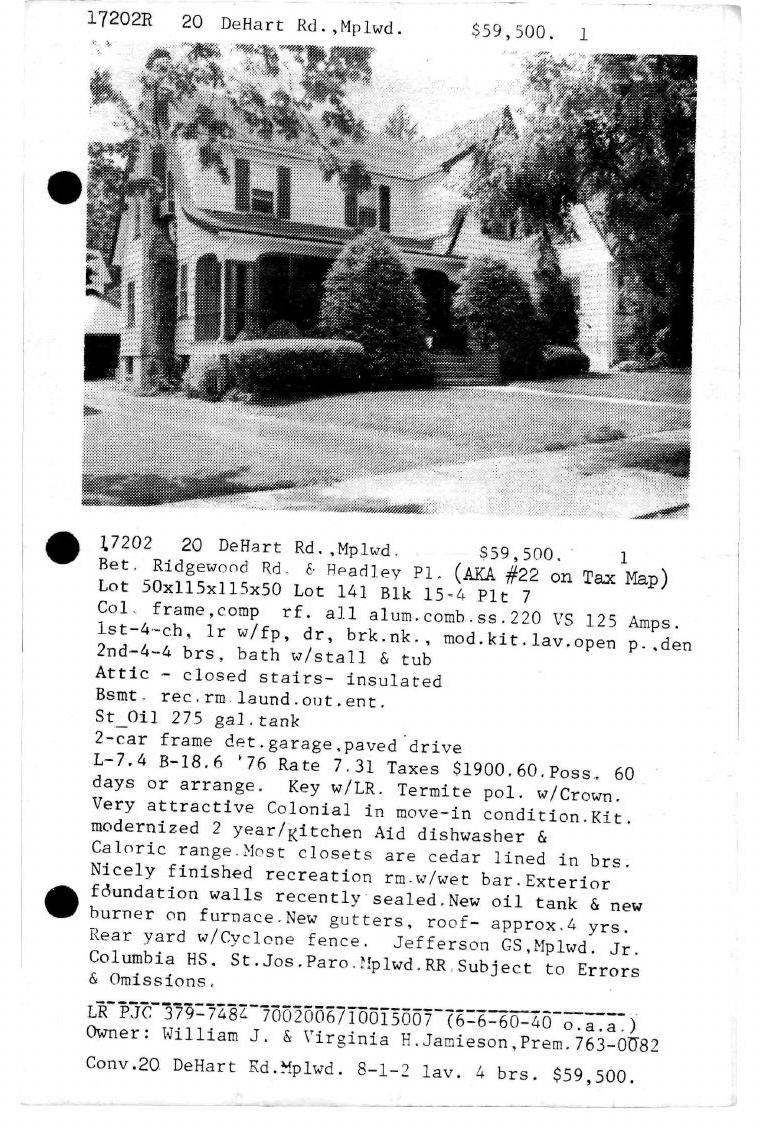 17202R 20 DeHart Rd.,Mplwd. $59,500. 1
17202 20 DeHart Rd.,Mplwd. $59,500. 1
Bet. Ridgewood Rd. & Headley Pl. (AKA #22 on Tax Map)
Lot 50x115x115x50 Lot 141 Blk 15-4 Plt 7
Col. frame,comp rf. all alum.comb.ss.220 VS 125 Amps.
1st-4-ch, lr w/fp, dr, brk.nk., mod.kit.lav.open p.,den
2nd-4-4 brs, bath w/stall & tub
Attic - closed stairs- insulated
Bsmt. rec.rm.laund.out.ent.
St_Oil 275 gal.tank
2-car frame det.garage,paved drive
L-7.4 B-18.6 '76 Rate 7.31 Taxes $1900.60.Poss. 60
days or arrange. Key w/LR. Termite pol. w/Crown.
Very attractive Colonial in move-in condition.Kit.
modernized 2 year/Kitchen Aid dishwasher &
Caloric range.Most closets are cedar lined in brs.
Nicely finished recreation rm.w/wet bar.Exterior
foundation walls recently sealed.New oil tank & new
burner on furnace.New gutters, roof- approx.4 yrs.
Rear yard w/Cyclone fence. Jefferson GS,Mplwd. Jr.
Columbia HS. St.Jos.Paro.Mplwd.RR.Subject to Errors
& Omissions.
LR PJC 379-7484 7002006710015007 (6-6-60-40 o.a.a.)
Owner: William J. & Virginia H.Jamieson,Prem.763-0082
Conv.20 DeHart Rd.Mplwd. 8-1-2 lav. 4 brs. $59,500.